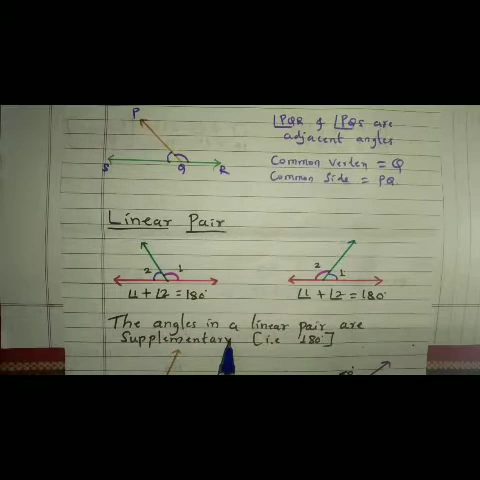 P
S
Q
R
∠PQR & ∠PQS are
adjacent angles
Common vertex = Q
Common Side = PQ.
Linear Pair
2 1
∠1 + ∠2 = 180°
2 1
∠1 + ∠2 = 180°
The angles in a linear pair are
Supplementary [i.e 180°]